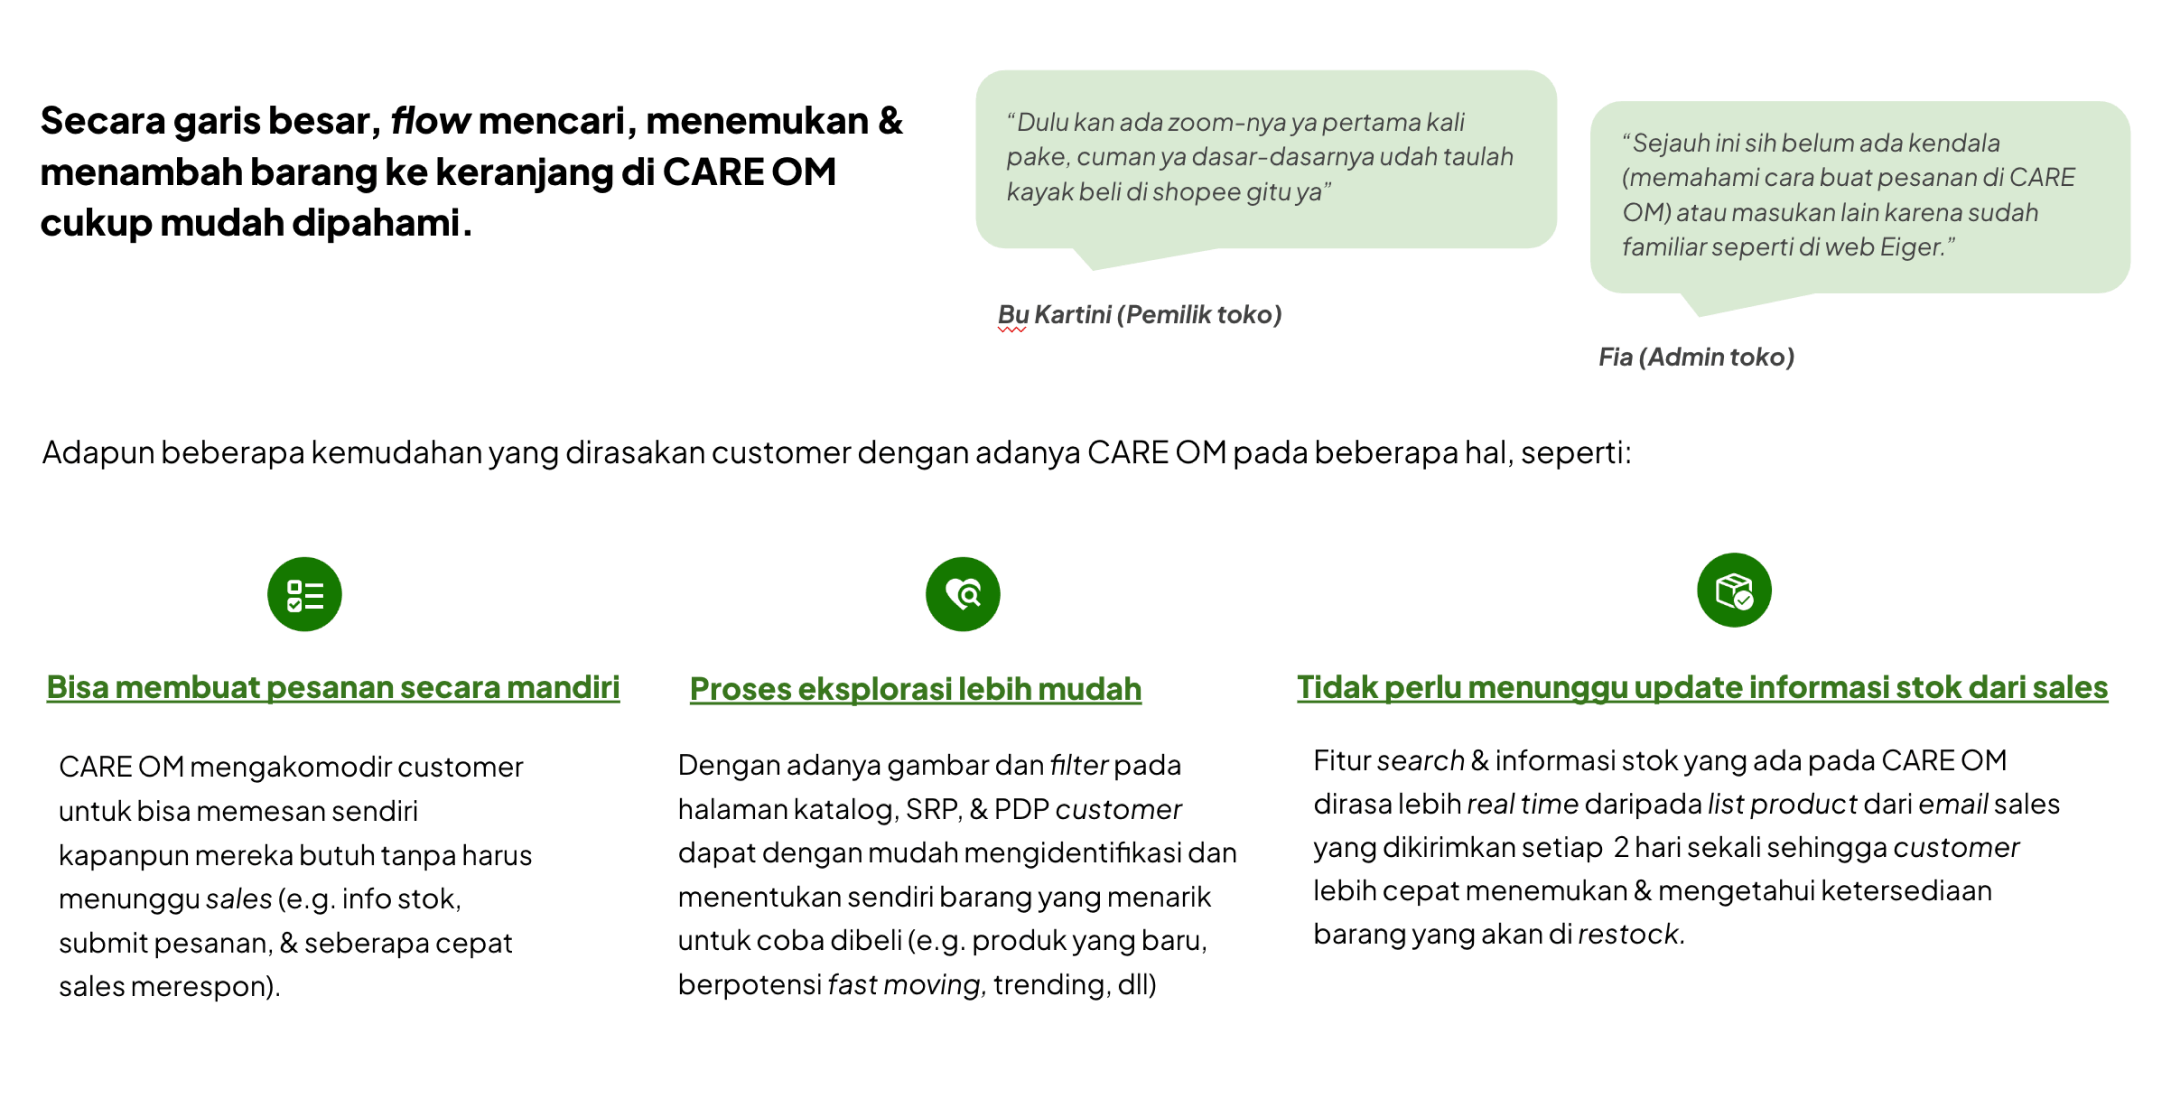 Secara garis besar, flow mencari, menemukan &
menambah barang ke keranjang di CARE OM
cukup mudah dipahami.
“Dulu kan ada zoom-nya ya pertama kali
pake, cuman ya dasar-dasarnya udah taulah
kayak beli di shopee gitu ya”
Bu Kartini (Pemilik toko)
“Sejauh ini sih belum ada kendala
(memahami cara buat pesanan di CARE
OM) atau masukan lain karena sudah
familiar seperti di web Eiger.”
Fia (Admin toko)
Adapun beberapa kemudahan yang dirasakan customer dengan adanya CARE OM pada beberapa hal, seperti:
Bisa membuat pesanan secara mandiri
CARE OM mengakomodir customer
untuk bisa memesan sendiri
kapanpun mereka butuh tanpa harus
menunggu sales (e.g. info stok,
submit pesanan, & seberapa cepat
sales merespon).
Proses eksplorasi lebih mudah
Dengan adanya gambar dan filter pada
halaman katalog, SRP, & PDP customer
dapat dengan mudah mengidentifikasi dan
menentukan sendiri barang yang menarik
untuk coba dibeli (e.g. produk yang baru,
berpotensi fast moving, trending, dll)
Tidak perlu menunggu update informasi stok dari sales
Fitur search & informasi stok yang ada pada CARE OM
dirasa lebih real time daripada list product dari email sales
yang dikirimkan setiap 2 hari sekali sehingga customer
lebih cepat menemukan & mengetahui ketersediaan
barang yang akan di restock.